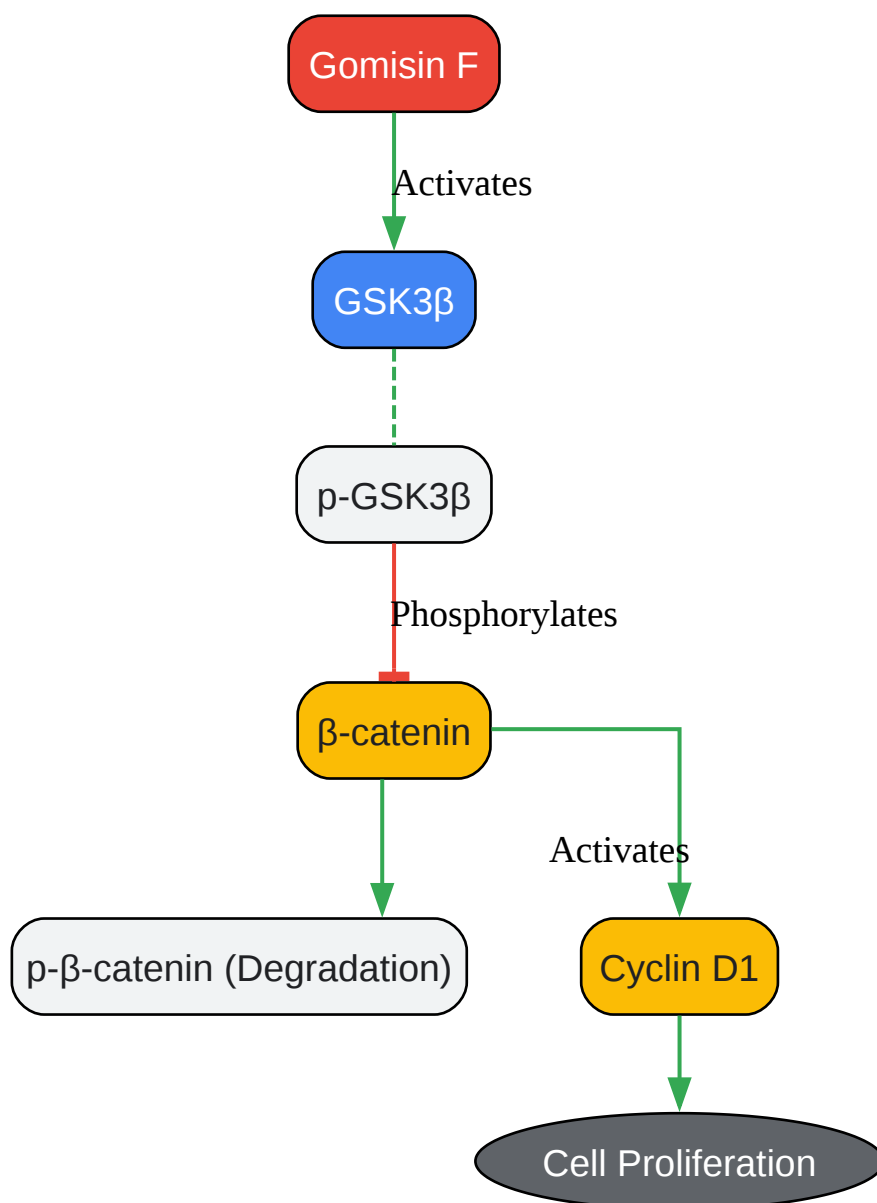 Gomisin F
Activates
GSK3β
p-GSK3β
Phosphorylates
β-catenin
Activates
p-β-catenin (Degradation)
Cyclin D1
Cell Proliferation